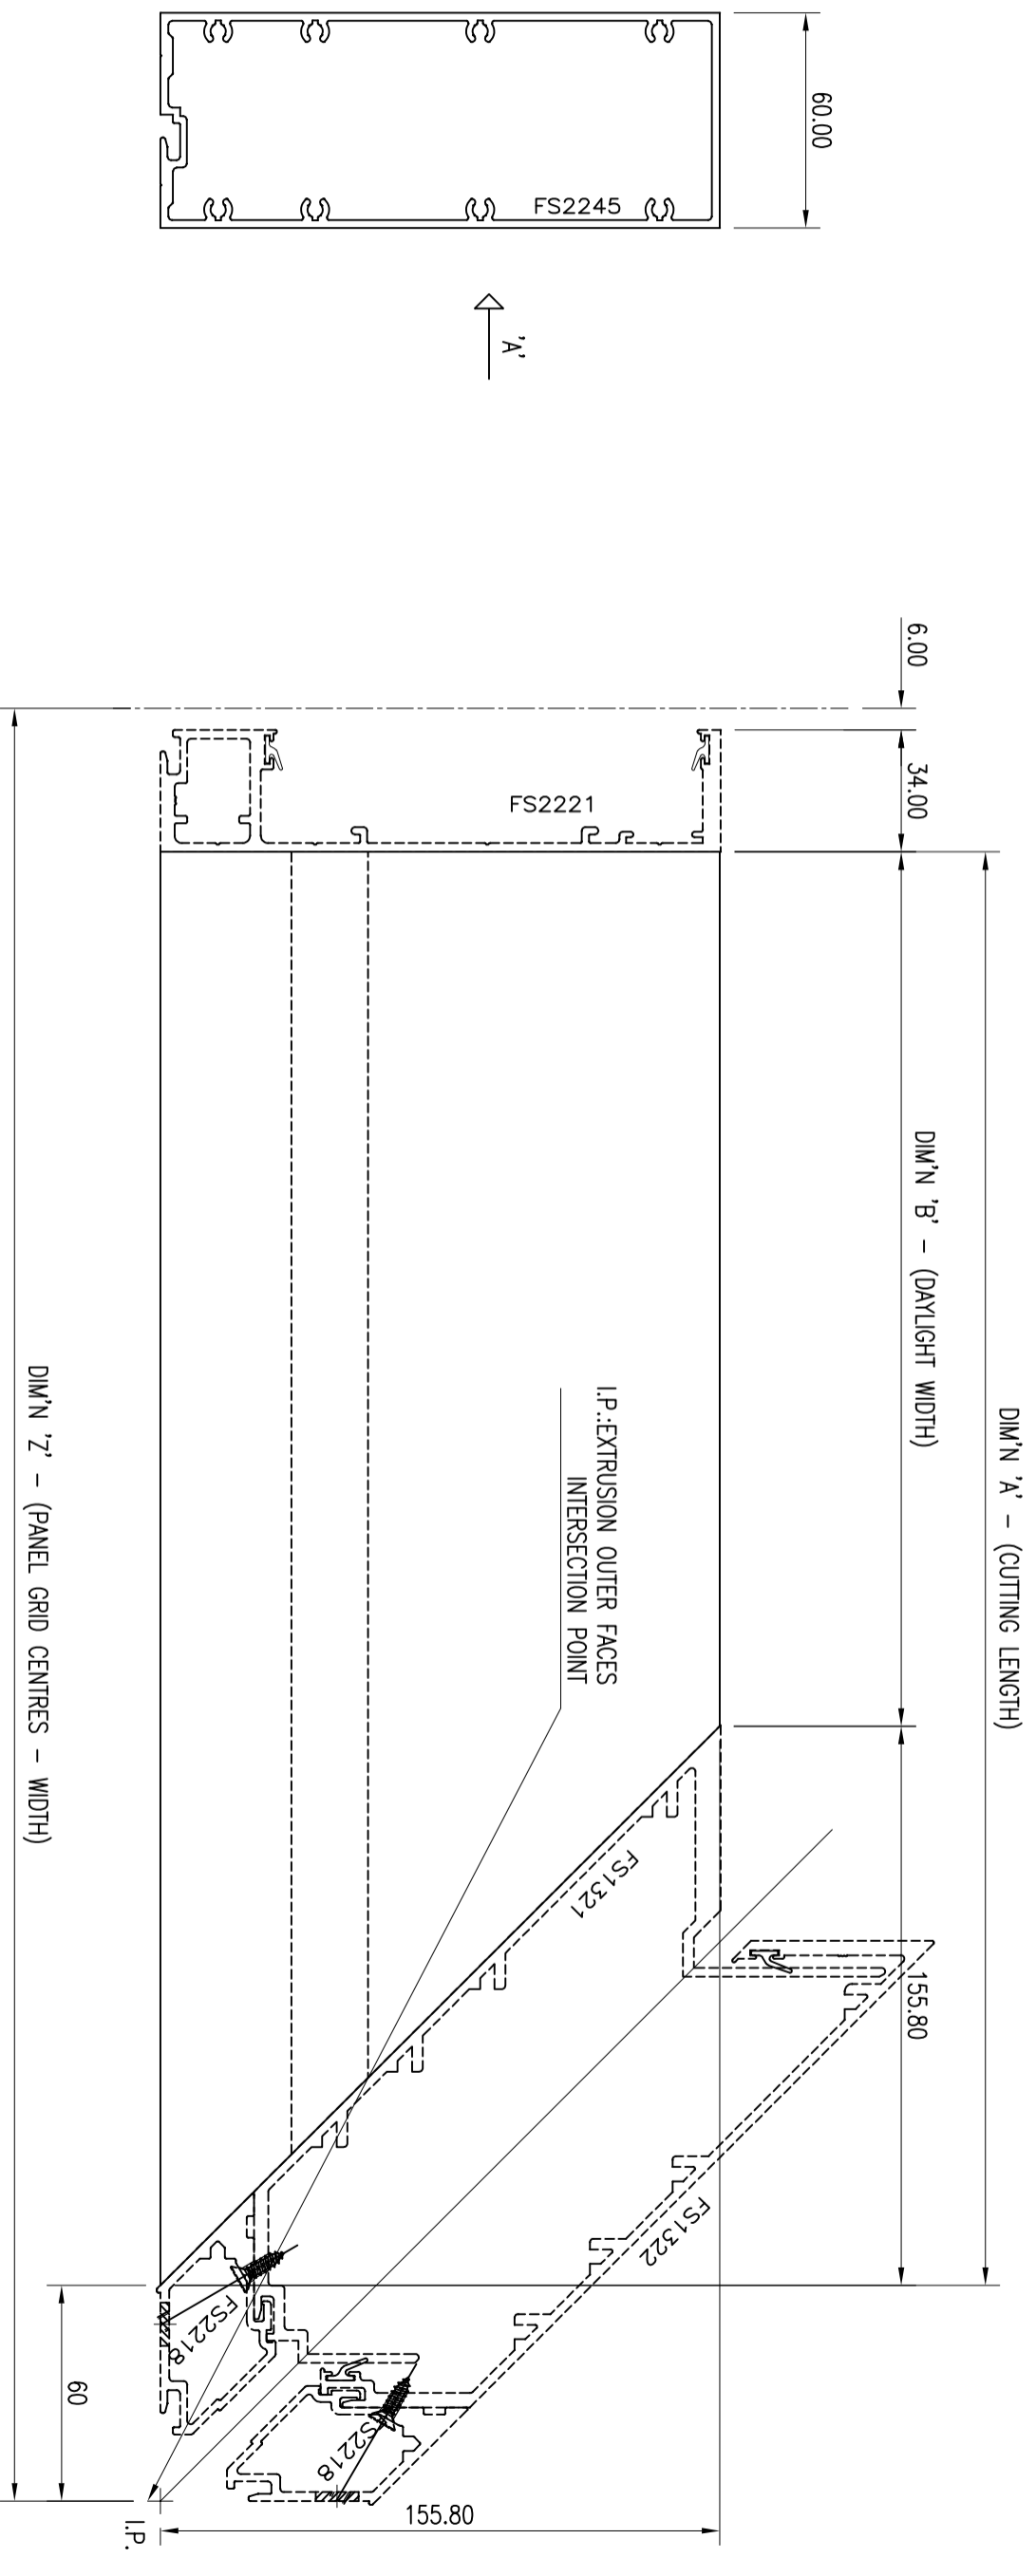 60.00
FS2245
'A'
6.00
34.00
FS2221
DIM'N 'B' - (DAYLIGHT WIDTH)
DIM'N 'A' - (CUTTING LENGTH)
I.P.:EXTRUSION OUTER FACES
INTERSECTION POINT
DIM'N 'Z' - (PANEL GRID CENTRES - WIDTH)
FS1321
155.80
FS1322
FS2218
FS2218
60
155.80
I.P.